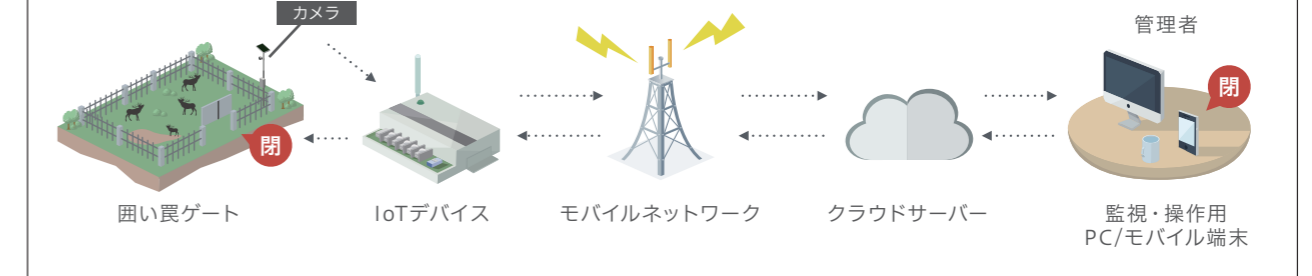 カメラ
管理者
閉
閉
囲い罠ゲート
IoTデバイス
モバイルネットワーク
クラウドサーバー
監視・操作用
PC/モバイル端末